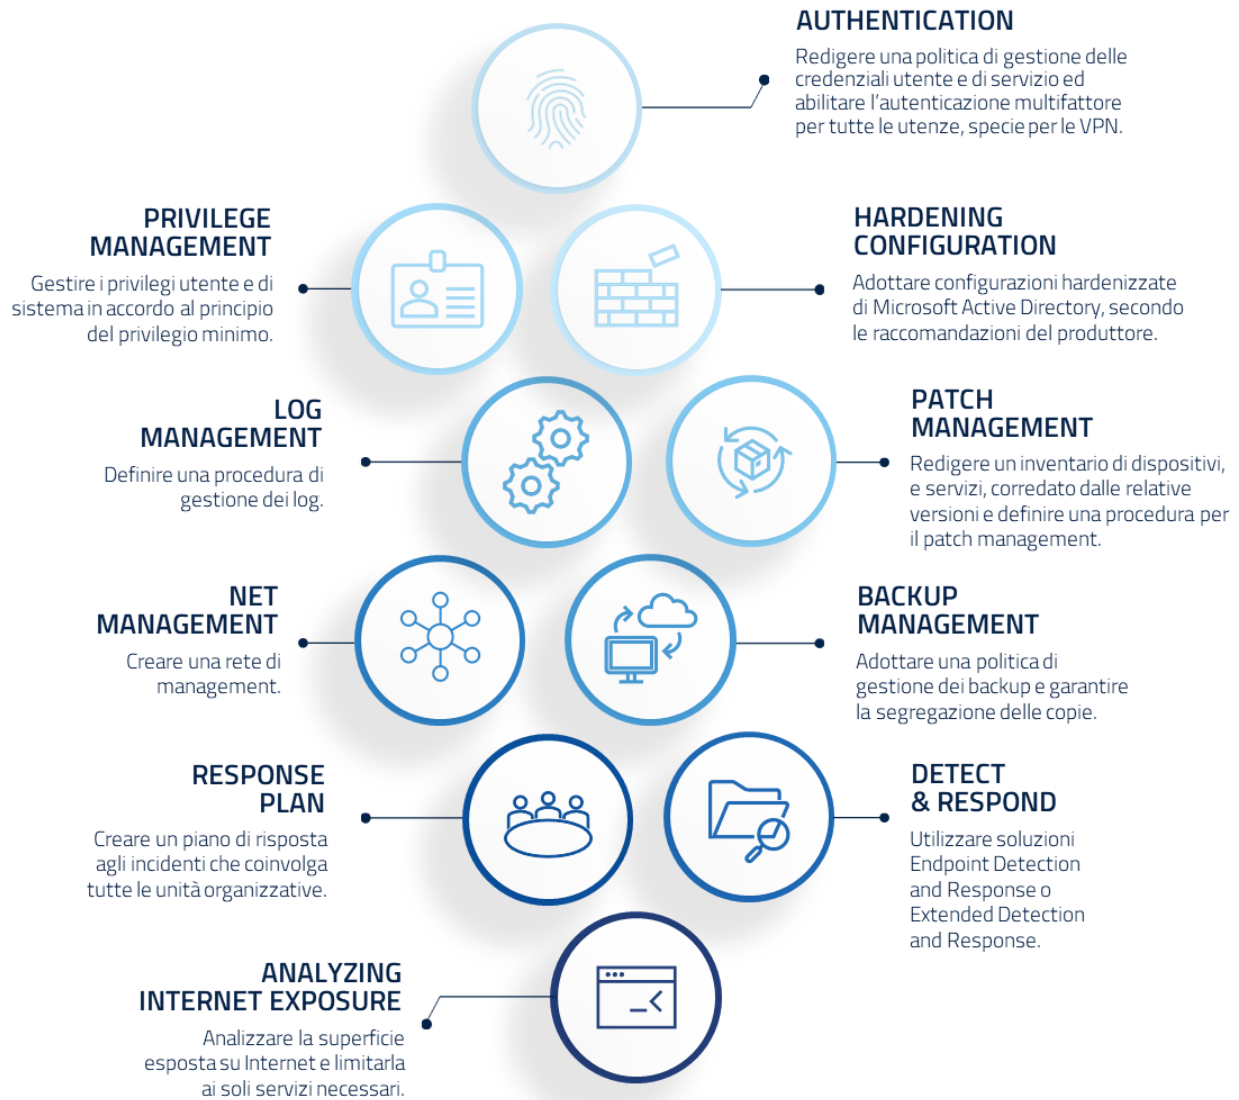 AUTHENTICATION
Redigere una politica di gestione delle
credenziali utente e di servizio ed
abilitare l'autenticazione multifattore
per tutte le utenze, specie per le VPN.
PRIVILEGE
MANAGEMENT
Gestire i privilegi utente e di
sistema in accordo al principio
del privilegio minimo.
HARDENING
CONFIGURATION
Adottare configurazioni hardenizzate
di Microsoft Active Directory, secondo
le raccomandazioni del produttore.
LOG
MANAGEMENT
Definire una procedura di
gestione dei log.
PATCH
MANAGEMENT
Redigere un inventario di dispositivi,
e servizi, corredato dalle relative
versioni e definire una procedura per
il patch management.
NET
MANAGEMENT
Creare una rete di
management.
BACKUP
MANAGEMENT
Adottare una politica di
gestione dei backup e garantire
la segregazione delle copie.
RESPONSE
PLAN
Creare un piano di risposta
agli incidenti che coinvolga
tutte le unità organizzative.
DETECT
& RESPOND
Utilizzare soluzioni
Endpoint Detection
and Response o
Extended Detection
and Response.
ANALYZING
INTERNET EXPOSURE
Analizzare la superficie
esposta su Internet e limitarla
ai soli servizi necessari.